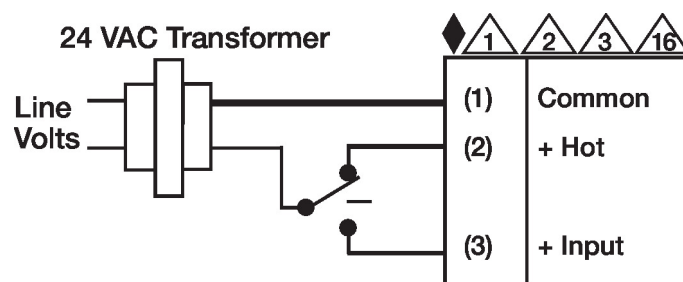 24 VAC Transformer
1 2 3 16
Line
Volts
(1) Common
(2) + Hot
(3) + Input